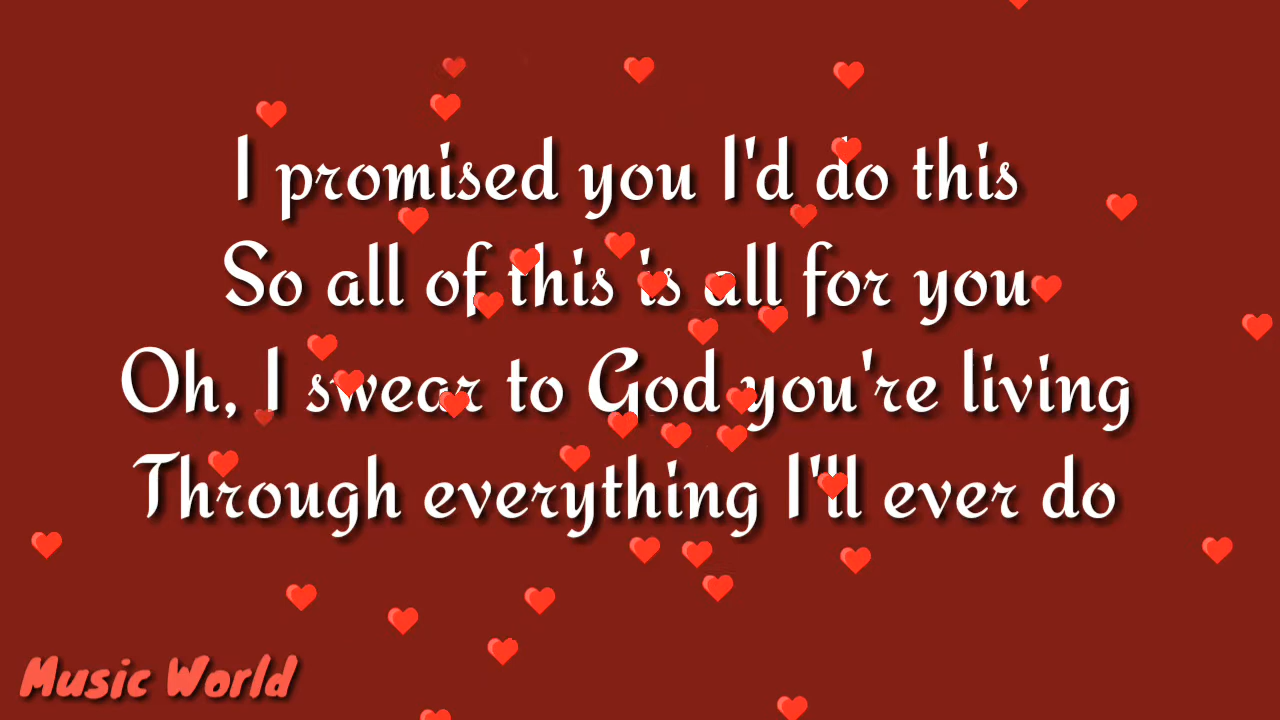 I promised you I'd do this
So all of this is all for you
Oh, I swear to God you're living
Through everything I'll ever do
Music World